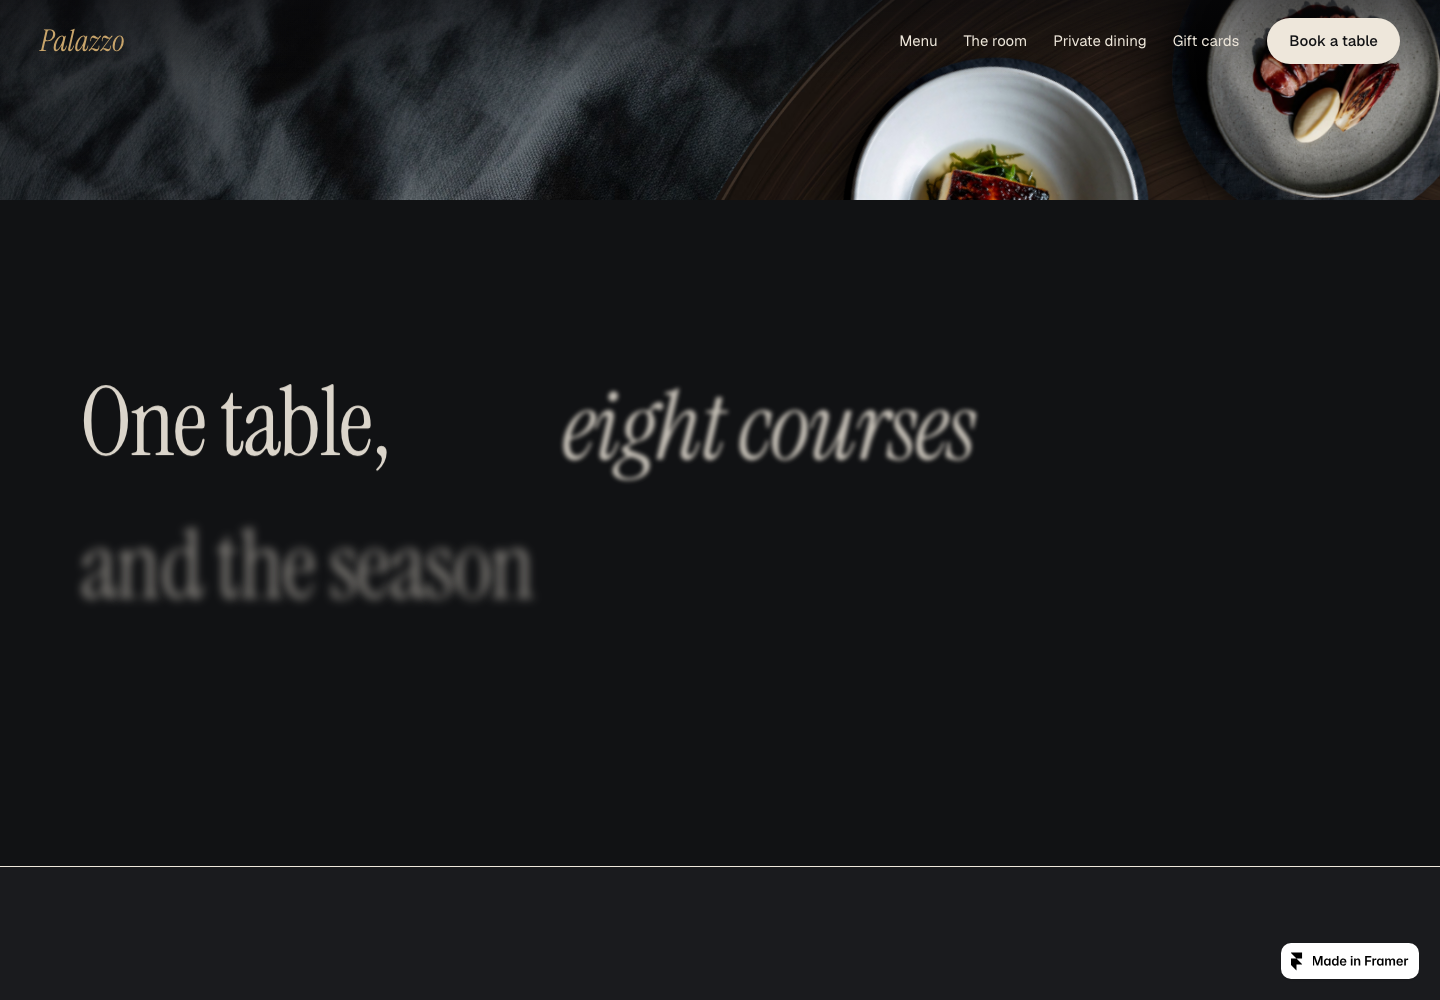 Palazzo
Menu The room Private dining Gift cards Book a table
One table, eight courses
and the season
Made in Framer